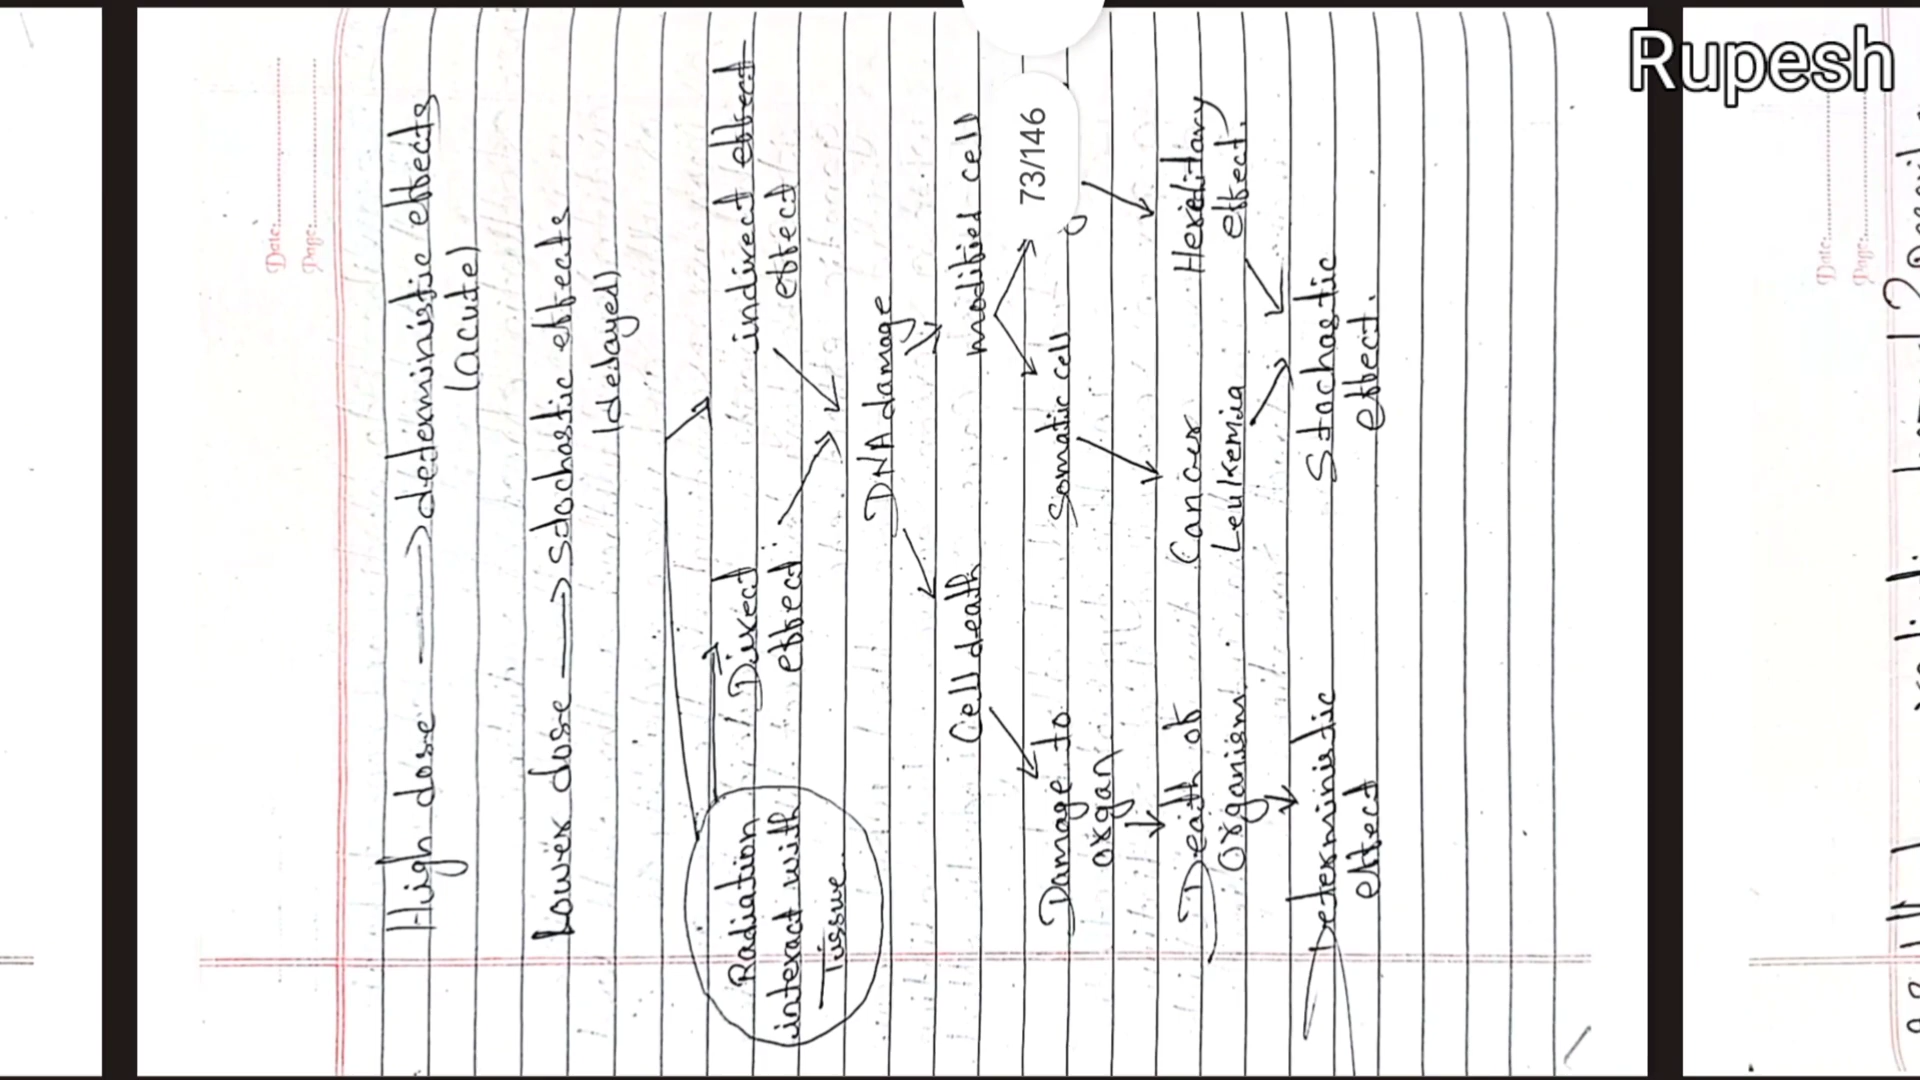 Rupesh
73/146
Date:
Page:
High dose → deterministic effects
(acute)
Lower dose → stochastic effects
(delayed)
Radiation
interact with
Tissue
Direct
effect
indirect effect
effect
DNA damage
Cell death
modified cell
Damage to
organ
Somatic cell
Death of
organism
Cancer
Leukemia
Hereditary
effect.
Deterministic
effect
Stochastic
effect.
Date:
Page: